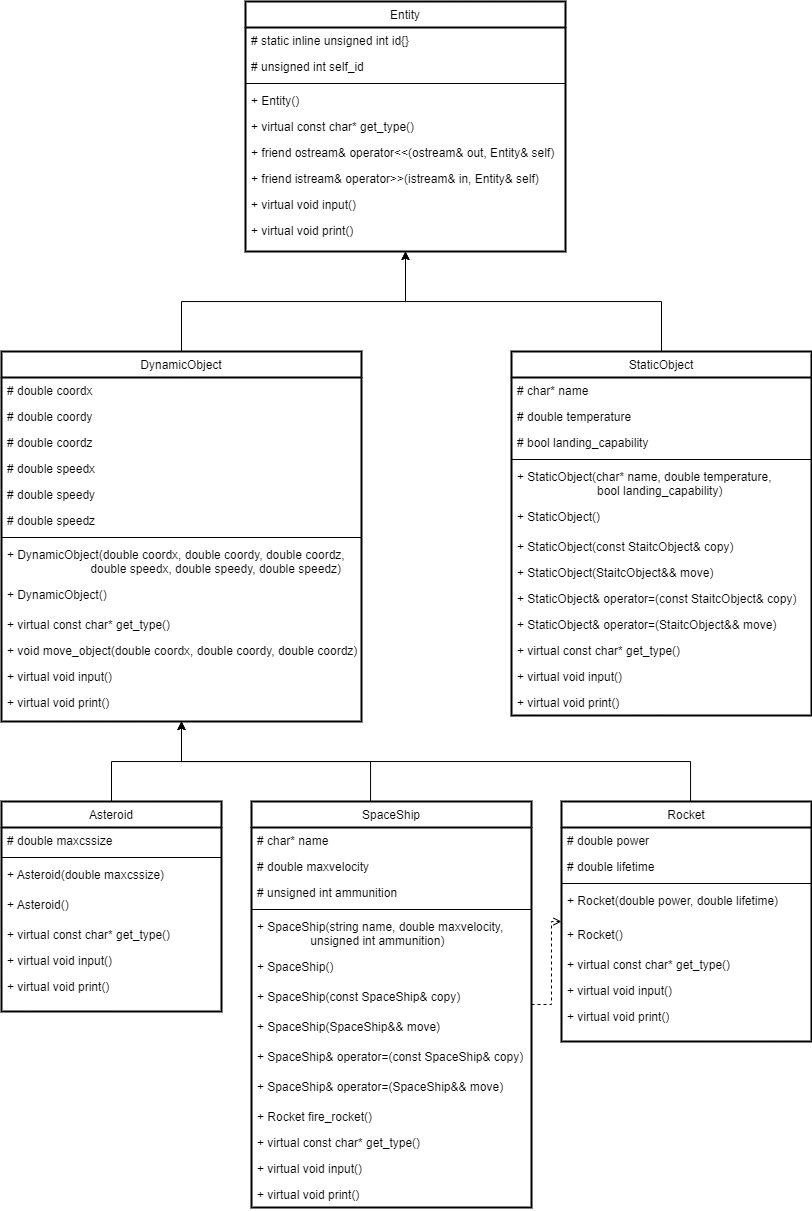 Entity
# static inline unsigned int id{}
# unsigned int self_id
+ Entity()
+ virtual const char* get_type()
+ friend ostream& operator<<(ostream& out, Entity& self)
+ friend istream& operator>>(istream& in, Entity& self)
+ virtual void input()
+ virtual void print()
DynamicObject
# double coordx
# double coordy
# double coordz
# double speedx
# double speedy
# double speedz
+ DynamicObject(double coordx, double coordy, double coordz,
double speedx, double speedy, double speedz)
+ DynamicObject()
+ virtual const char* get_type()
+ void move_object(double coordx, double coordy, double coordz)
+ virtual void input()
+ virtual void print()
StaticObject
# char* name
# double temperature
# bool landing_capability
+ StaticObject(char* name, double temperature,
bool landing_capability)
+ StaticObject()
+ StaticObject(const StaitcObject& copy)
+ StaticObject(StaitcObject&& move)
+ StaticObject& operator=(const StaitcObject& copy)
+ StaticObject& operator=(StaitcObject&& move)
+ virtual const char* get_type()
+ virtual void input()
+ virtual void print()
Asteroid
# double maxcssize
+ Asteroid(double maxcssize)
+ Asteroid()
+ virtual const char* get_type()
+ virtual void input()
+ virtual void print()
SpaceShip
# char* name
# double maxvelocity
# unsigned int ammunition
+ SpaceShip(string name, double maxvelocity,
unsigned int ammunition)
+ SpaceShip()
+ SpaceShip(const SpaceShip& copy)
+ SpaceShip(SpaceShip&& move)
+ SpaceShip& operator=(const SpaceShip& copy)
+ SpaceShip& operator=(SpaceShip&& move)
+ Rocket fire_rocket()
+ virtual const char* get_type()
+ virtual void input()
+ virtual void print()
Rocket
# double power
# double lifetime
+ Rocket(double power, double lifetime)
+ Rocket()
+ virtual const char* get_type()
+ virtual void input()
+ virtual void print()